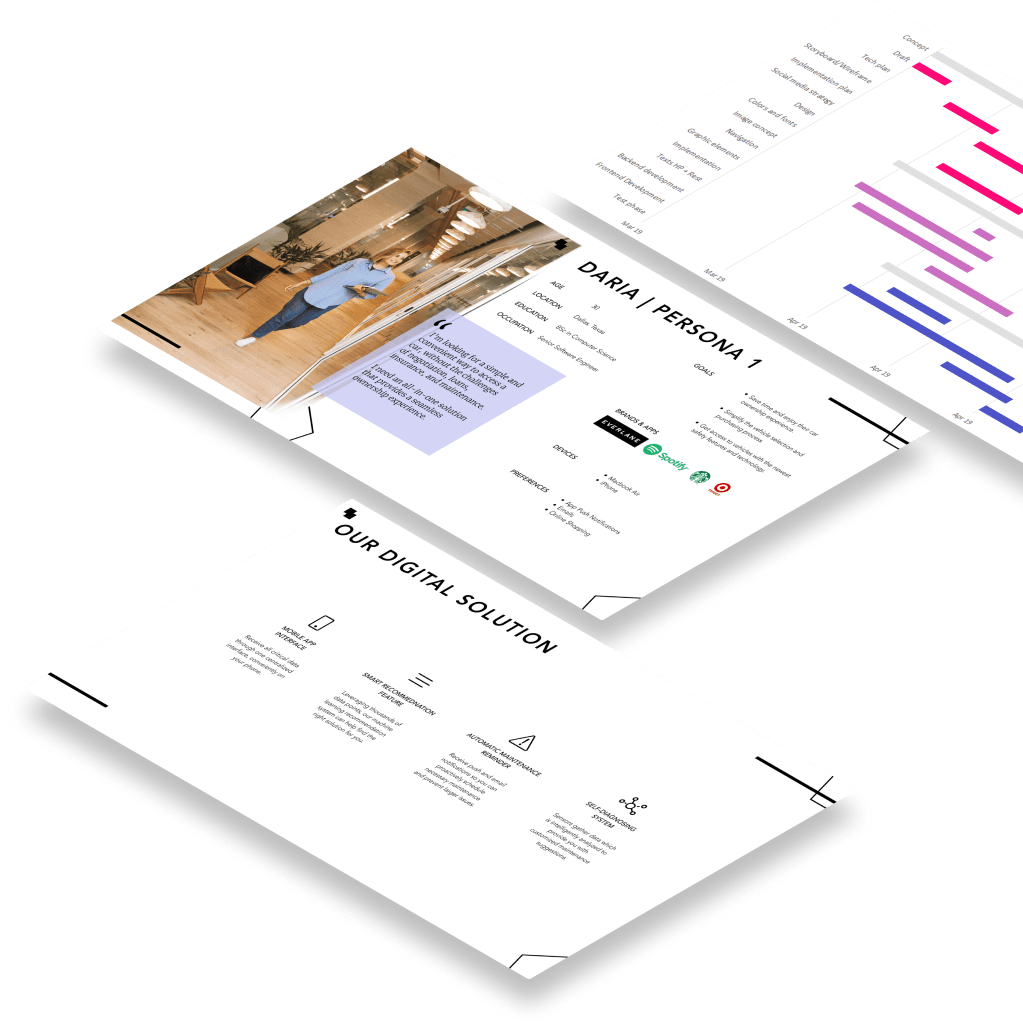 Concept
Draft
Tech plan
Storyboard/Wireframe
Implementation plan
Social media strategy
Design
Colors and fonts
Image concept
Navigation
Graphic elements
Implementation
Texts HP + Rest
Backend development
Frontend Development
Test phase
Mar 19
Mar 19
Apr 19
Apr 19
Apr 19
DARIA | PERSONA 1
AGE
30
LOCATION
Dallas, Texas
EDUCATION
BSc in Computer Science
OCCUPATION
Senior Software Engineer
“
I'm looking for a simple and
convenient way to access a
car, without the challenges
of negotiation, loans,
insurance, and maintenance.
I need an all-in-one solution
that provides a seamless
ownership experience.
GOALS
• Save time and enjoy their car
ownership experience.
• Simplify the vehicle selection and
purchasing process
• Get access to vehicles with the newest
safety features and technology
BRANDS & APPS
EVERLANE
Spotify
DEVICES
• Macbook Air
• iPhone
PREFERENCES
• App Push Notifications
• Emails
• Online Shopping
OUR DIGITAL SOLUTION
MOBILE APP
INTERFACE
Receive all critical data
through one centralized
interface, conveniently on
your phone.
SMART RECOMMEDNATION
FEATURE
Leveraging thousands of
data points, our machine
learning recommendation
system can help find the
right solution for you.
AUTOMATIC MAINTENANCE
REMINDER
Receive push and email
notifications so you can
proactively schedule
necessary maintenance
and prevent larger issues.
SELF-DIAGNOSING
SYSTEM
Sensors gather data which
is intelligently analyzed to
provide you with
customized maintenance
suggestions.